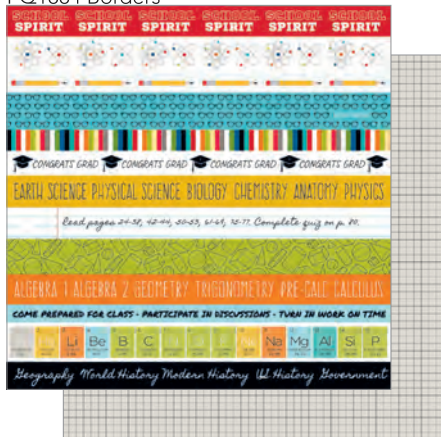 Borders
SCHOOL SCHOOL SCHOOL SCHOOL SCHOOL SCHOOL
SPIRIT SPIRIT SPIRIT SPIRIT SPIRIT SPIRIT
CONGRATS GRAD CONGRATS GRAD CONGRATS GRAD CONGRATS GRAD
EARTH SCIENCE PHYSICAL SCIENCE BIOLOGY CHEMISTRY ANATOMY PHYSICS
Read pages 24-38, 42-44, 50-53, 61-69, 75-77. Complete quiz on p. 80.
ALGEBRA 1 ALGEBRA 2 GEOMETRY TRIGONOMETRY PRE-CALC CALCULUS
COME PREPARED FOR CLASS • PARTICIPATE IN DISCUSSIONS • TURN IN WORK ON TIME
Li Be B C Na Mg Al Si P
Geography World History Modern History U.S. History Government